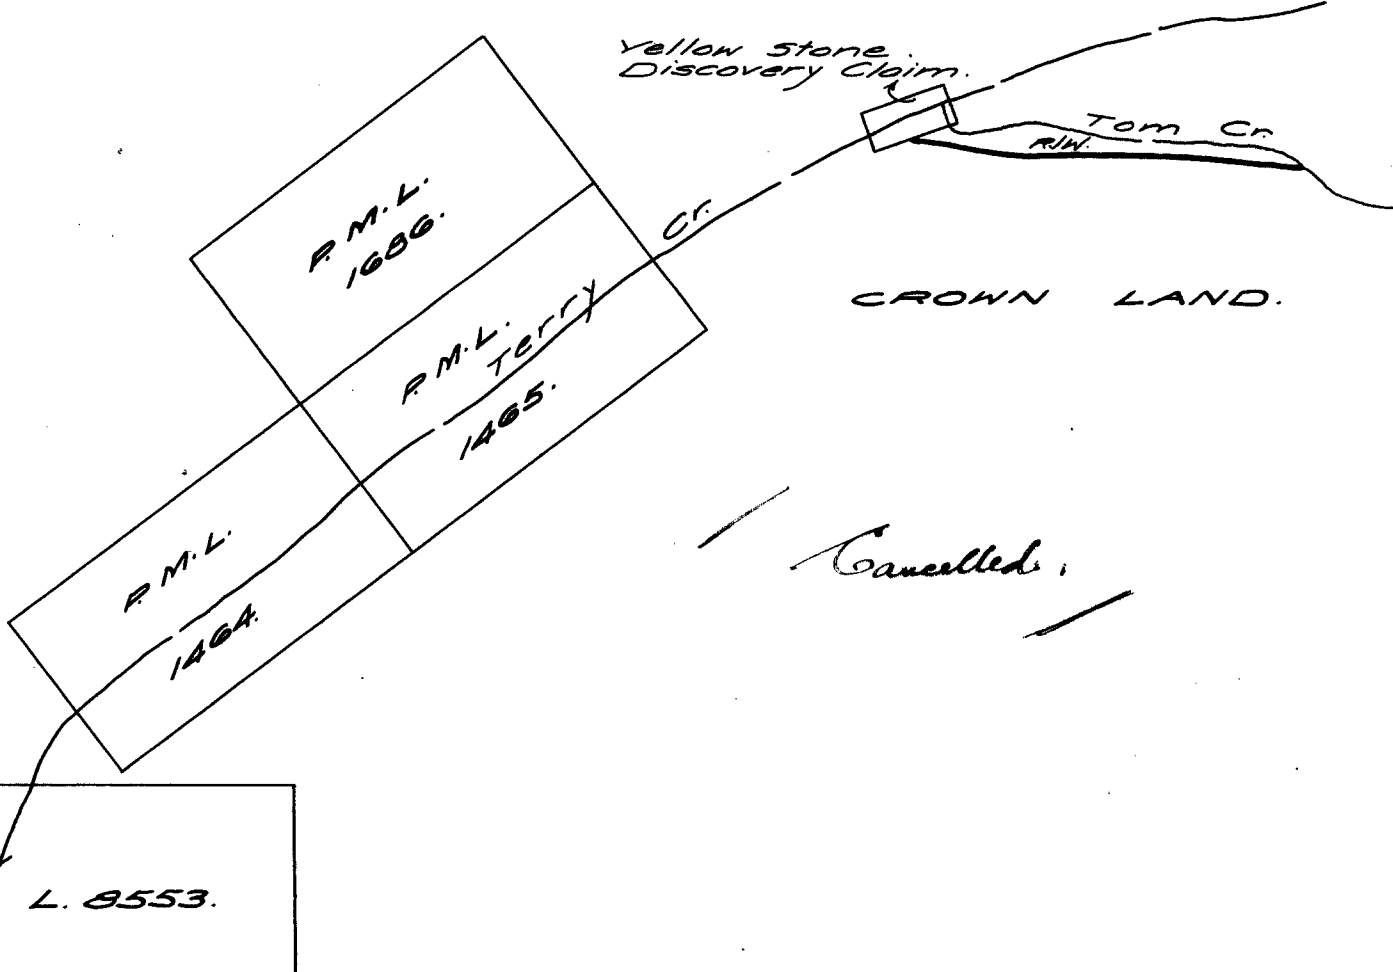 Yellow Stone.
Discovery Claim.
Tom Cr.
R/W.
P. M. L.
1686.
Cr.
CROWN LAND.
P. M. L.
Terry
1465.
P. M. L.
1464.
Cancelled.
L. 8553.